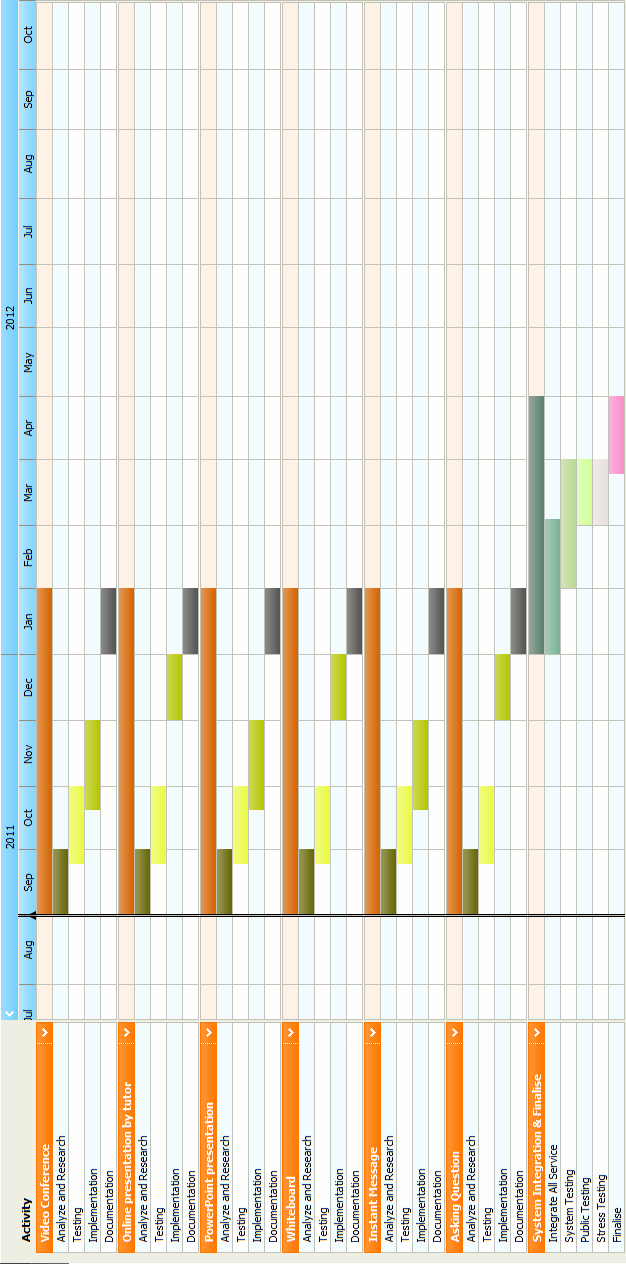 2011
2012
Activity
Jul
Aug
Sep
Oct
Nov
Dec
Jan
Feb
Mar
Apr
May
Jun
Jul
Aug
Sep
Oct
Video Conference
Analyze and Research
Testing
Implementation
Documentation
Online presentation by tutor
Analyze and Research
Testing
Implementation
Documentation
PowerPoint presentation
Analyze and Research
Testing
Implementation
Documentation
Whiteboard
Analyze and Research
Testing
Implementation
Documentation
Instant Message
Analyze and Research
Testing
Implementation
Documentation
Asking Question
Analyze and Research
Testing
Implementation
Documentation
System Integration & Finalise
Integrate All Service
System Testing
Public Testing
Stress Testing
Finalise